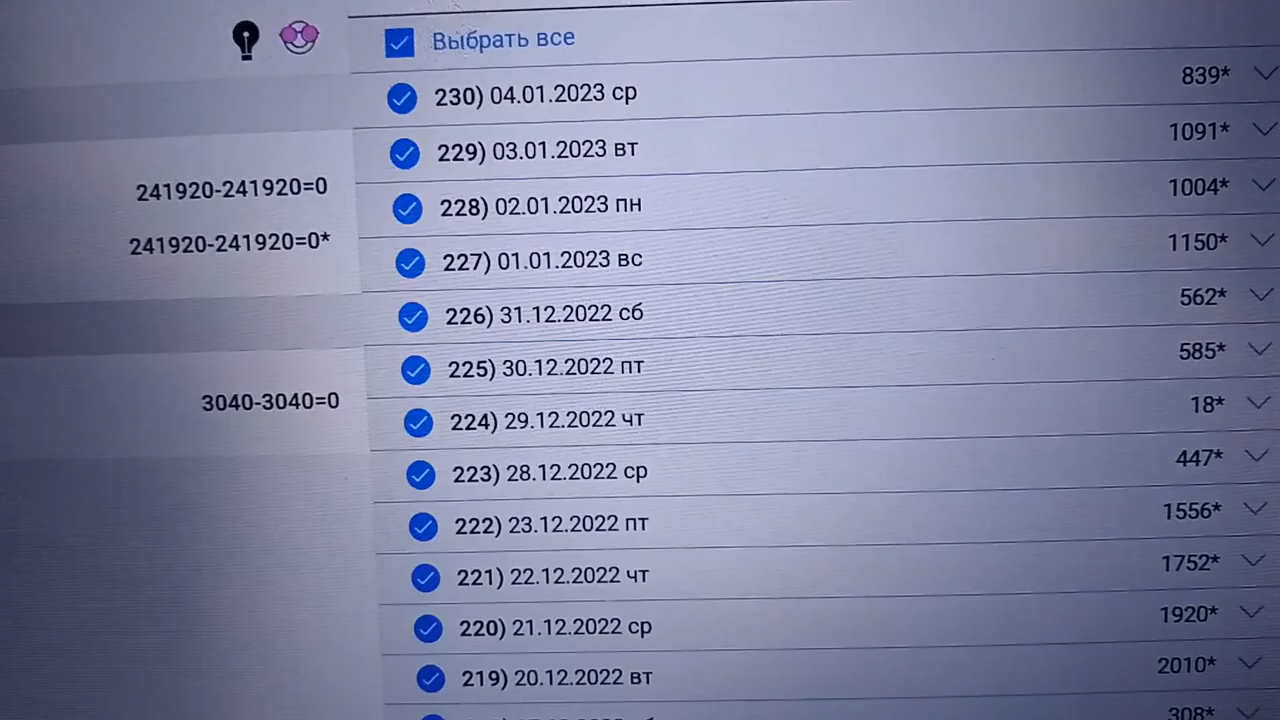 Выбрать все
230) 04.01.2023 ср 839*
229) 03.01.2023 вт 1091*
241920-241920=0
228) 02.01.2023 пн 1004*
241920-241920=0*
227) 01.01.2023 вс 1150*
226) 31.12.2022 сб 562*
225) 30.12.2022 пт 585*
3040-3040=0
224) 29.12.2022 чт 18*
223) 28.12.2022 ср 447*
222) 23.12.2022 пт 1556*
221) 22.12.2022 чт 1752*
220) 21.12.2022 ср 1920*
219) 20.12.2022 вт 2010*
308*